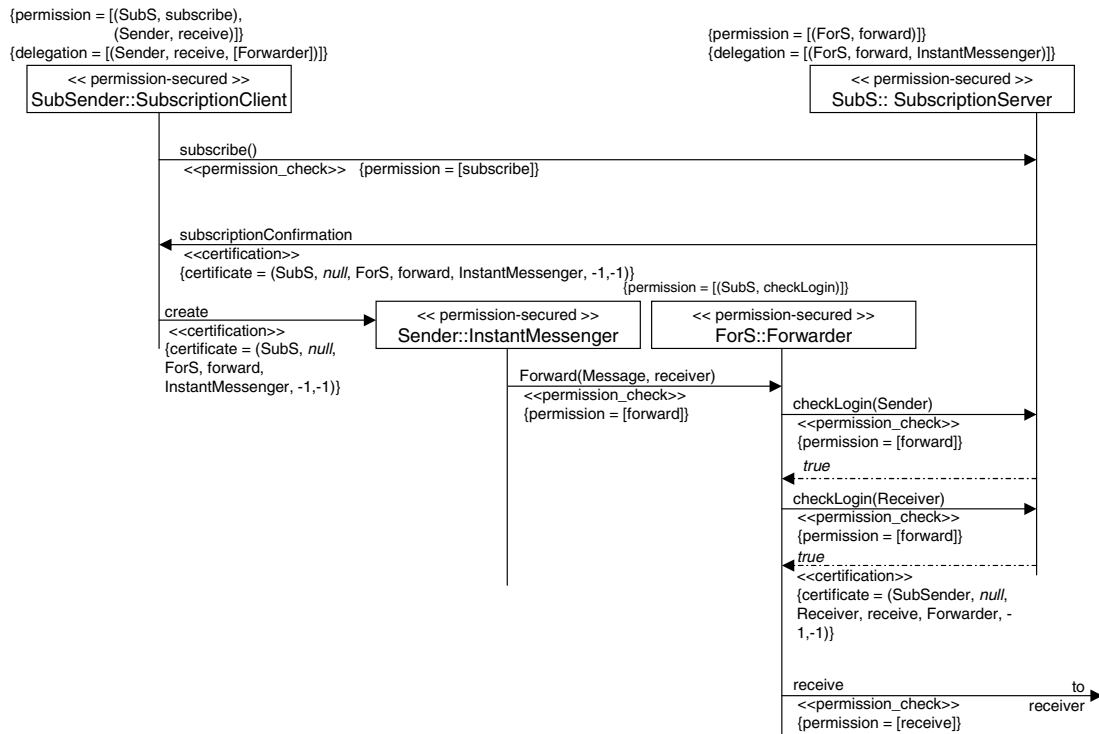 {permission = [(SubS, subscribe),
(Sender, receive)]}
{delegation = [(Sender, receive, [Forwarder])]}
<< permission-secured >>
SubSender::SubscriptionClient
{permission = [(ForS, forward)]}
{delegation = [(ForS, forward, InstantMessenger)]}
<< permission-secured >>
SubS:: SubscriptionServer
subscribe()
<<permission_check>> {permission = [subscribe]}
subscriptionConfirmation
<<certification>>
{certificate = (SubS, null, ForS, forward, InstantMessenger, -1,-1)}
{permission = [(SubS, checkLogin)]}
create
<<certification>>
{certificate = (SubS, null,
ForS, forward,
InstantMessenger, -1,-1)}
<< permission-secured >>
Sender::InstantMessenger
<< permission-secured >>
ForS::Forwarder
Forward(Message, receiver)
<<permission_check>>
{permission = [forward]}
checkLogin(Sender)
<<permission_check>>
{permission = [forward]}
true
checkLogin(Receiver)
<<permission_check>>
{permission = [forward]}
true
<<certification>>
{certificate = (SubSender, null,
Receiver, receive, Forwarder, -
1,-1)}
receive
<<permission_check>>
{permission = [receive]}
to
receiver